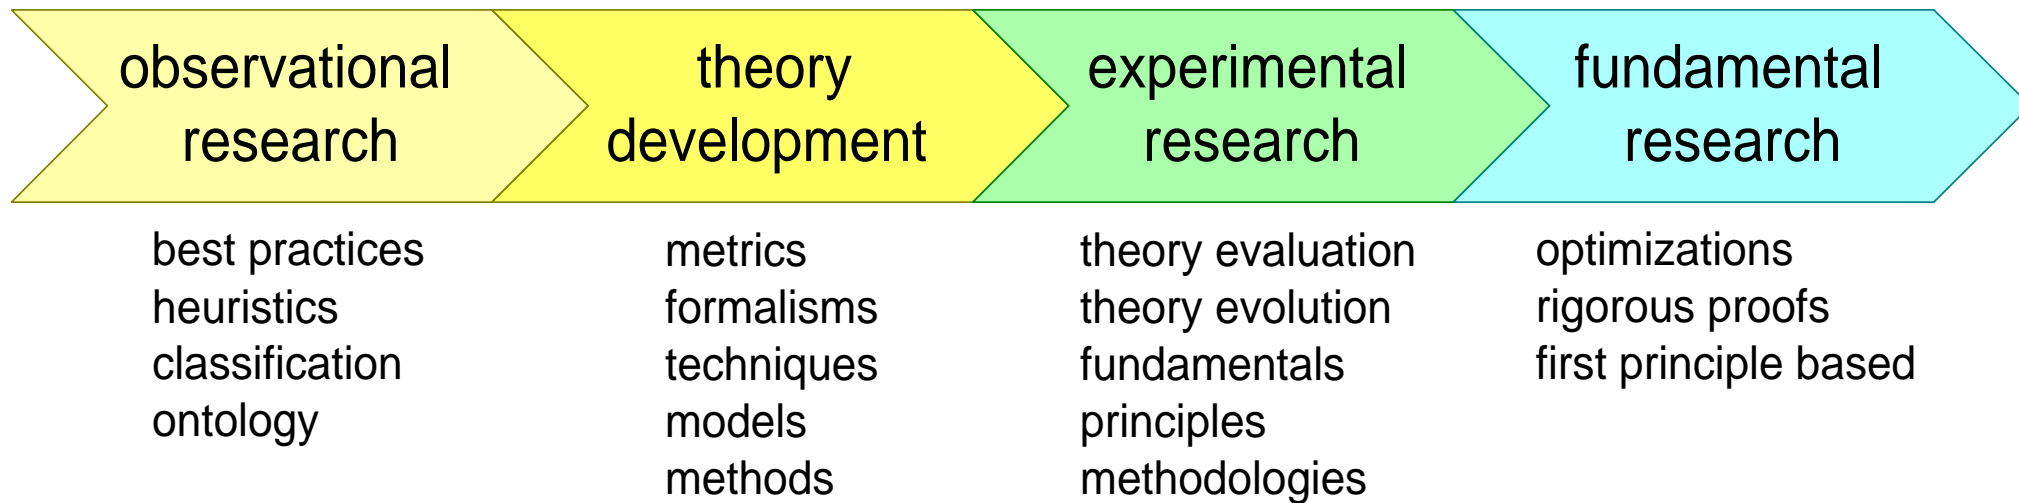 observational
research
theory
development
experimental
research
fundamental
research
best practices
heuristics
classification
ontology
metrics
formalisms
techniques
models
methods
theory evaluation
theory evolution
fundamentals
principles
methodologies
optimizations
rigorous proofs
first principle based